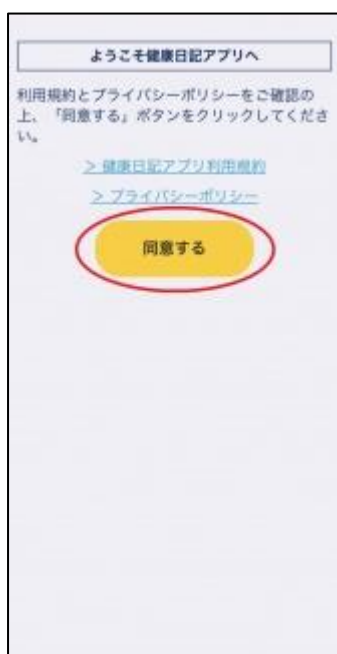 ようこそ健康日記アプリへ
利用規約とプライバシーポリシーをご確認の
上、「同意する」ボタンをクリックしてくださ
い。
> 健康日記アプリ利用規約
> プライバシーポリシー
同意する